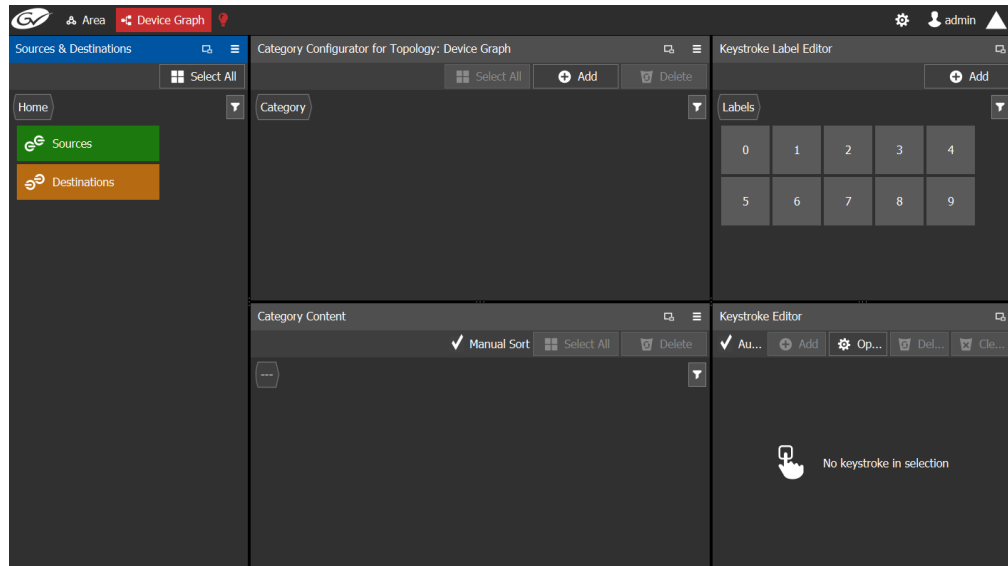 GV Area Device Graph admin
Sources & Destinations
Select All
Home
Sources
Destinations
Category Configurator for Topology: Device Graph
Select All Add Delete
Category
Keystroke Label Editor
Add
Labels
0 1 2 3 4
5 6 7 8 9
Category Content
Manual Sort Select All Delete
---
Keystroke Editor
Au... Add Op... Del... Cle...
No keystroke in selection